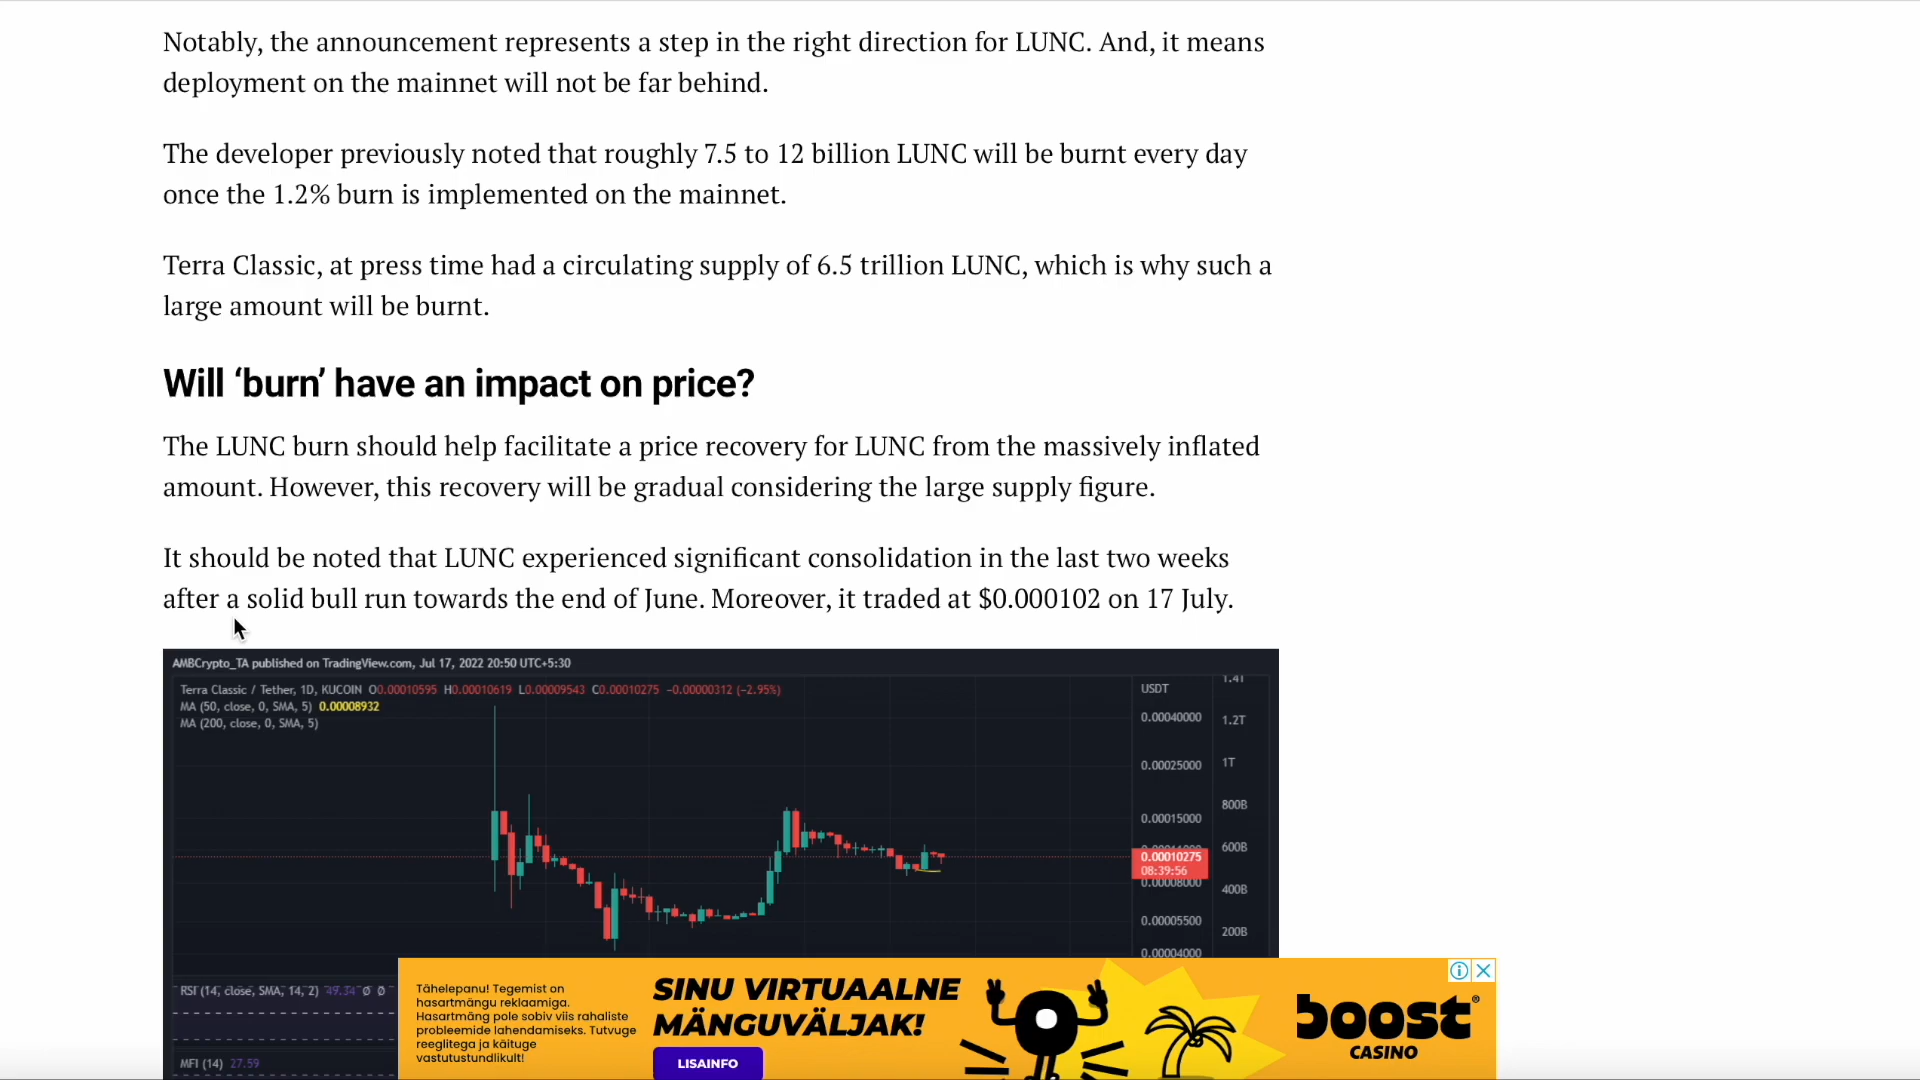 Notably, the announcement represents a step in the right direction for LUNC. And, it means
deployment on the mainnet will not be far behind.
The developer previously noted that roughly 7.5 to 12 billion LUNC will be burnt every day
once the 1.2% burn is implemented on the mainnet.
Terra Classic, at press time had a circulating supply of 6.5 trillion LUNC, which is why such a
large amount will be burnt.
Will ‘burn’ have an impact on price?
The LUNC burn should help facilitate a price recovery for LUNC from the massively inflated
amount. However, this recovery will be gradual considering the large supply figure.
It should be noted that LUNC experienced significant consolidation in the last two weeks
after a solid bull run towards the end of June. Moreover, it traded at $0.000102 on 17 July.
AMBCrypto_TA published on TradingView.com, Jul 17, 2022 20:50 UTC+5:30
Terra Classic / Tether, 1D, KUCOIN O0.00010595 H0.00010619 L0.00009543 C0.00010275 −0.00000312 (−2.95%)
MA (50, close, 0, SMA, 5) 0.00008932
MA (200, close, 0, SMA, 5)
USDT
1.4T
0.00040000
1.2T
0.00025000
1T
800B
0.00015000
600B
0.00010275
08:39:56
0.00008000
400B
0.00005500
200B
0.00004000
RSI (14, close, SMA, 14, 2) 49.34 Ø Ø
MFI (14) 27.59
Tähelepanu! Tegemist on
hasartmängu reklaamiga.
Hasartmäng pole sobiv viis rahaliste
probleemide lahendamiseks. Tutvuge
reeglitega ja käituge
vastutustundlikult!
SINU VIRTUAALNE
MÄNGUVÄLJAK!
LISAINFO
boost®
CASINO